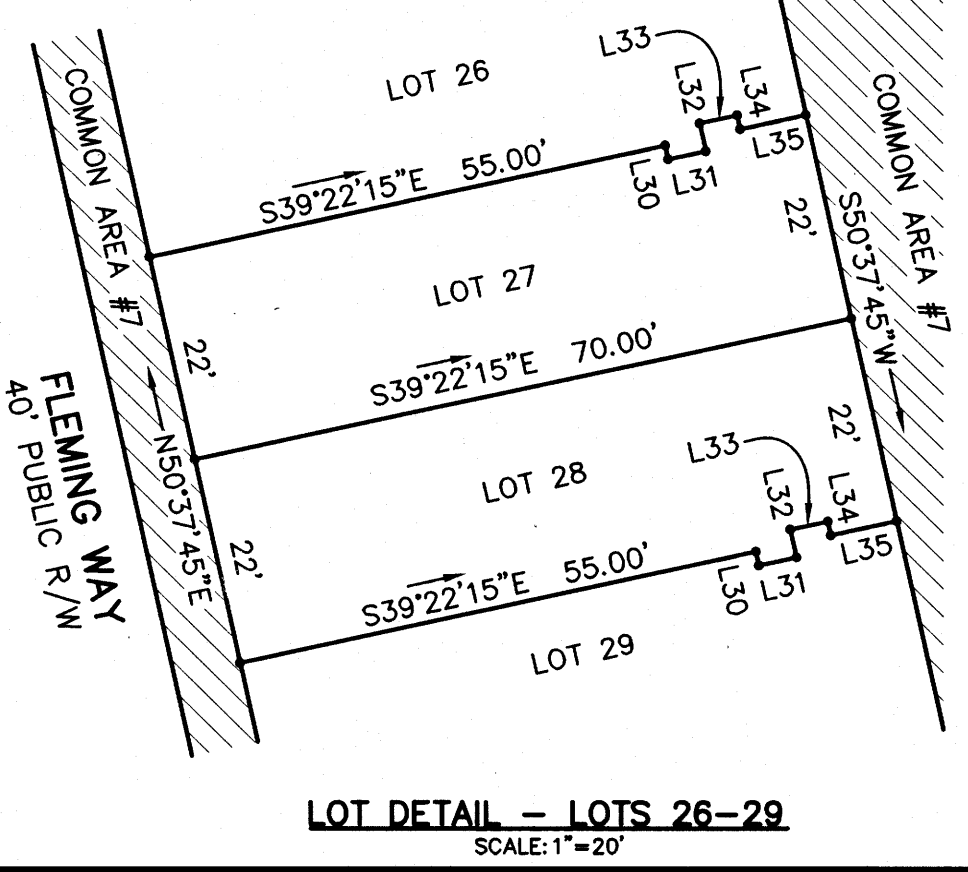 LOT 26
L33
L32
L34
L35
L30
L31
S39°22'15"E 55.00'
COMMON AREA #7
COMMON AREA #7
22'
S50°37'45"W
LOT 27
22'
S39°22'15"E 70.00'
FLEMING WAY
40' PUBLIC R/W
N50°37'45"E
22'
LOT 28
22'
L33
L32
L34
L35
L30
L31
S39°22'15"E 55.00'
LOT 29
LOT DETAIL – LOTS 26–29
SCALE: 1"=20'